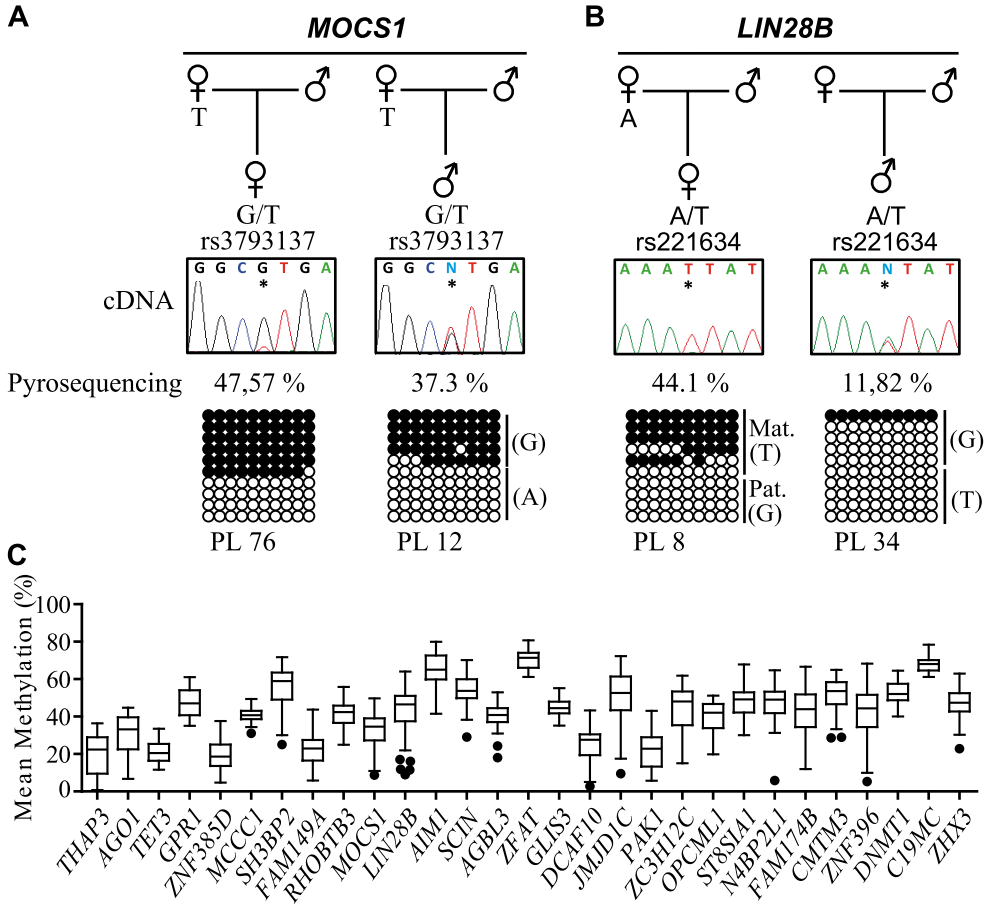 A
MOCS1
B
LIN28B
♀ ♂ ♀ ♂ ♀ ♂ ♀ ♂
T T A
♀ ♂ ♀ ♂
G/T G/T A/T A/T
rs3793137 rs3793137 rs221634 rs221634
cDNA
G G C G T G A
G G C N T G A
A A A T T A T
A A A N T A T
* * * *
Pyrosequencing 47,57 % 37.3 % 44.1 % 11,82 %
(G)
(A)
Mat.
(T)
Pat.
(G)
(G)
(T)
PL 76 PL 12 PL 8 PL 34
C
Mean Methylation (%)
100
80
60
40
20
0
THAP3
AGO1
TET3
GPR1
ZNF385D
MCCC1
SH3BP2
FAM149A
RHOBTB3
MOCS1
LIN28B
AIM1
SCIN
AGBL3
ZFAT
GLIS3
DCAF10
JMJD1C
PAK1
ZC3H12C
OPCML1
ST8SIA1
N4BP2L1
FAM174B
CMTM3
ZNF396
DNMT1
C19MC
ZHX3